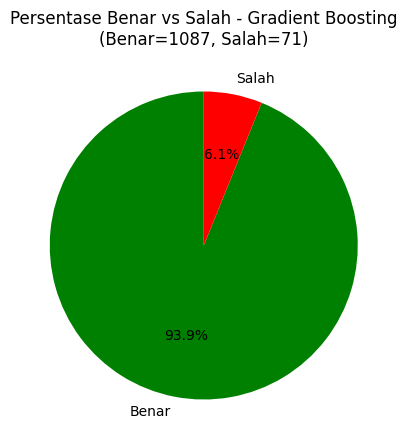 Persentase Benar vs Salah - Gradient Boosting
(Benar=1087, Salah=71)
Salah
6.1%
93.9%
Benar